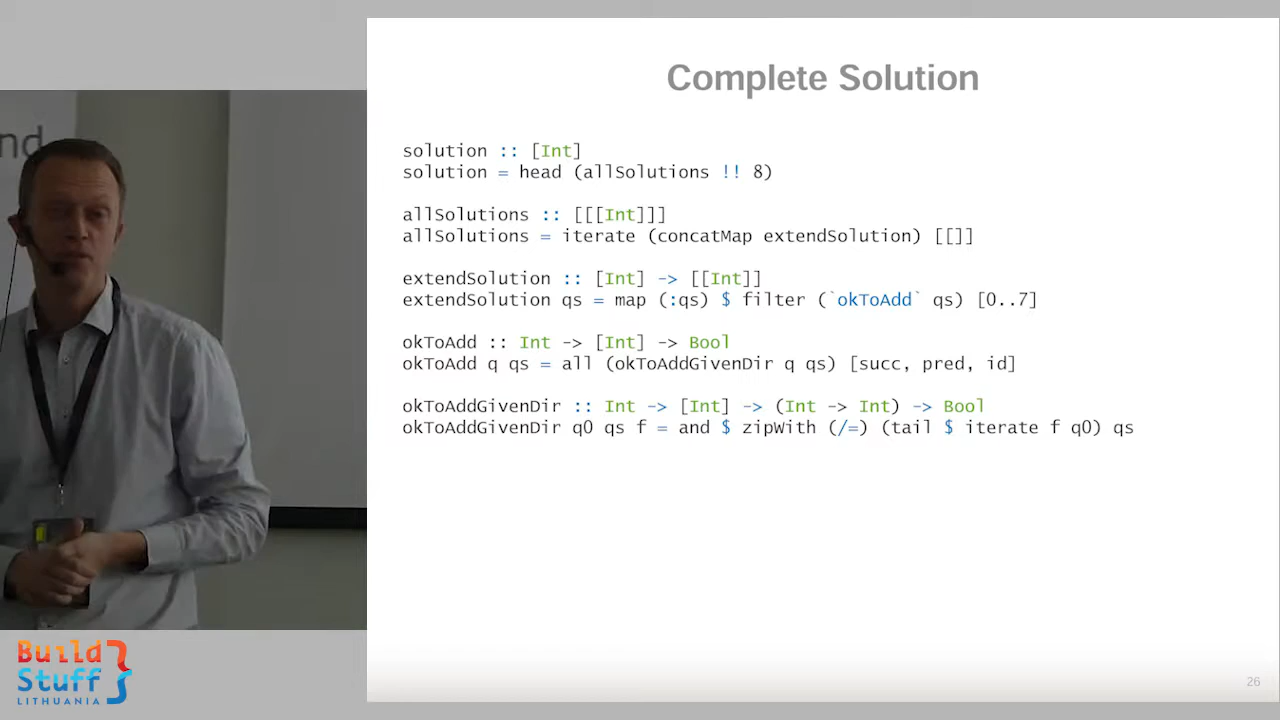 nd
Complete Solution
solution :: [Int]
solution = head (allSolutions !! 8)
allSolutions :: [[[Int]]]
allSolutions = iterate (concatMap extendSolution) [[]]
extendSolution :: [Int] -> [[Int]]
extendSolution qs = map (:qs) $ filter (`okToAdd` qs) [0..7]
okToAdd :: Int -> [Int] -> Bool
okToAdd q qs = all (okToAddGivenDir q qs) [succ, pred, id]
okToAddGivenDir :: Int -> [Int] -> (Int -> Int) -> Bool
okToAddGivenDir q0 qs f = and $ zipWith (/=) (tail $ iterate f q0) qs
Build
Stuff
LITHUANIA
26